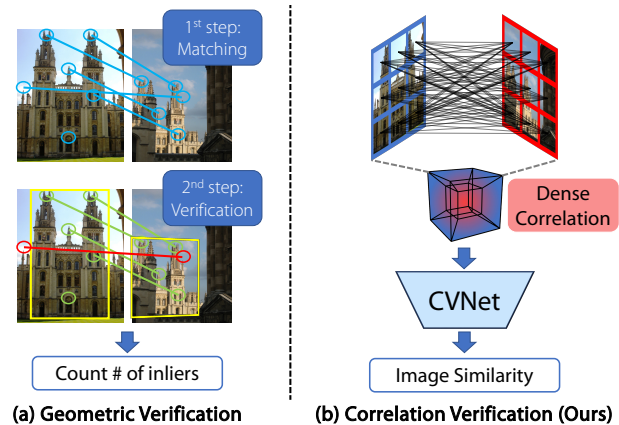 1st step:
Matching
2nd step:
Verification
Count # of inliers
(a) Geometric Verification
Dense
Correlation
CVNet
Image Similarity
(b) Correlation Verification (Ours)